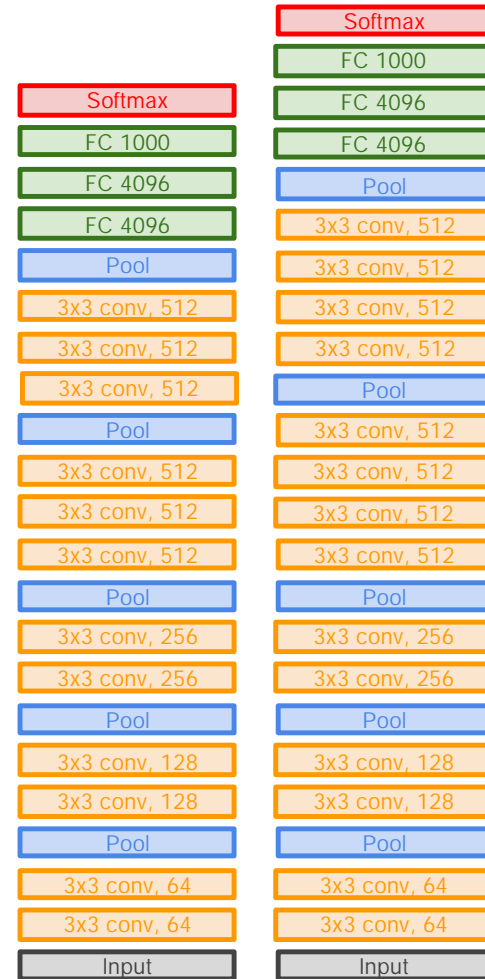 Softmax
FC 1000
FC 4096
FC 4096
Pool
3x3 conv, 512
3x3 conv, 512
3x3 conv, 512
Pool
3x3 conv, 512
3x3 conv, 512
3x3 conv, 512
Pool
3x3 conv, 256
3x3 conv, 256
Pool
3x3 conv, 128
3x3 conv, 128
Pool
3x3 conv, 64
3x3 conv, 64
Input
Softmax
FC 1000
FC 4096
FC 4096
Pool
3x3 conv, 512
3x3 conv, 512
3x3 conv, 512
3x3 conv, 512
Pool
3x3 conv, 512
3x3 conv, 512
3x3 conv, 512
3x3 conv, 512
Pool
3x3 conv, 256
3x3 conv, 256
Pool
3x3 conv, 128
3x3 conv, 128
Pool
3x3 conv, 64
3x3 conv, 64
Input